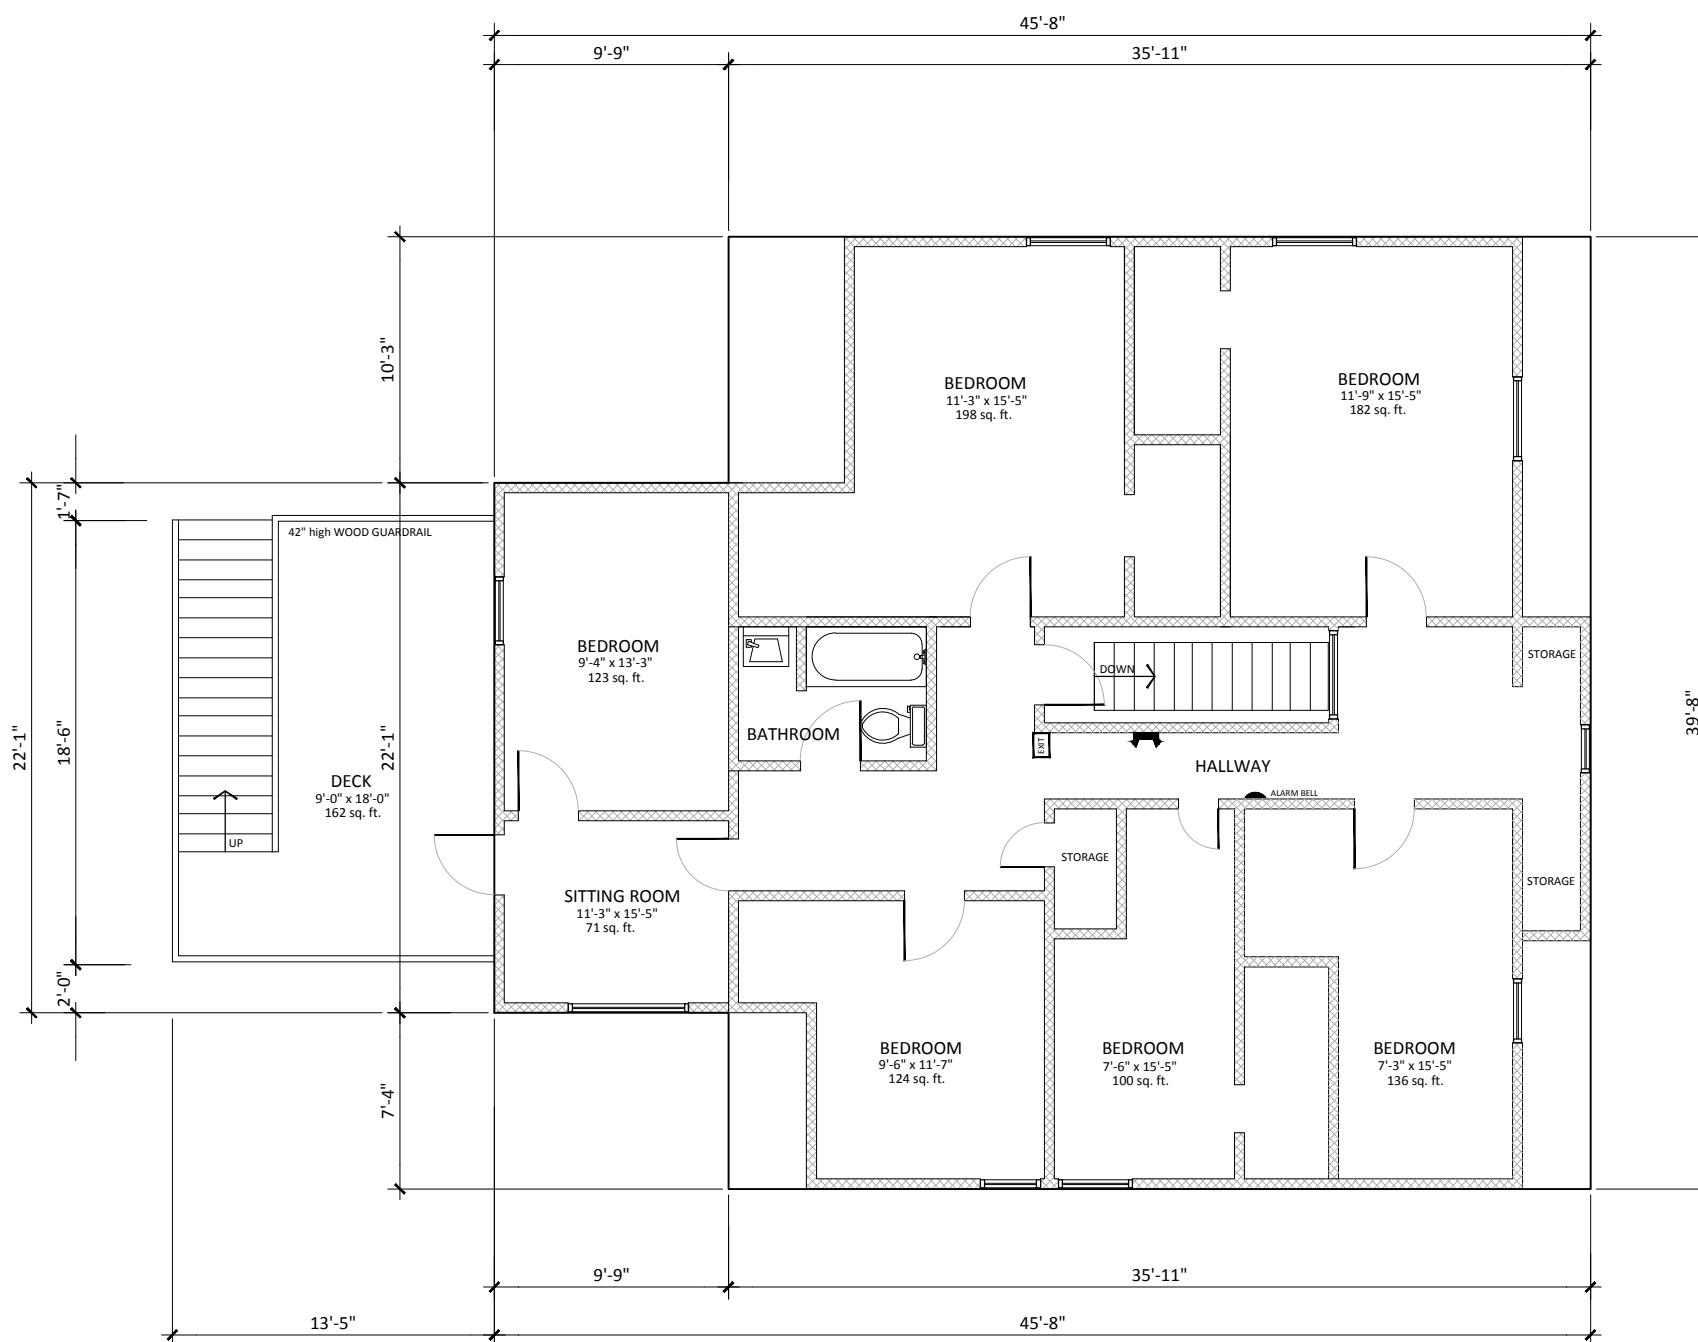 45'-8"
9'-9"
35'-11"
10'-3"
BEDROOM
11'-3" x 15'-5"
198 sq. ft.
BEDROOM
11'-9" x 15'-5"
182 sq. ft.
1'-7"
42" high WOOD GUARDRAIL
BEDROOM
9'-4" x 13'-3"
123 sq. ft.
STORAGE
DOWN
39'-8"
22'-1"
18'-6"
22'-1"
BATHROOM
EXIT
HALLWAY
DECK
9'-0" x 18'-0"
162 sq. ft.
ALARM BELL
UP
STORAGE
STORAGE
SITTING ROOM
11'-3" x 15'-5"
71 sq. ft.
2'-0"
BEDROOM
9'-6" x 11'-7"
124 sq. ft.
BEDROOM
7'-6" x 15'-5"
100 sq. ft.
BEDROOM
7'-3" x 15'-5"
136 sq. ft.
7'-4"
9'-9"
35'-11"
13'-5"
45'-8"